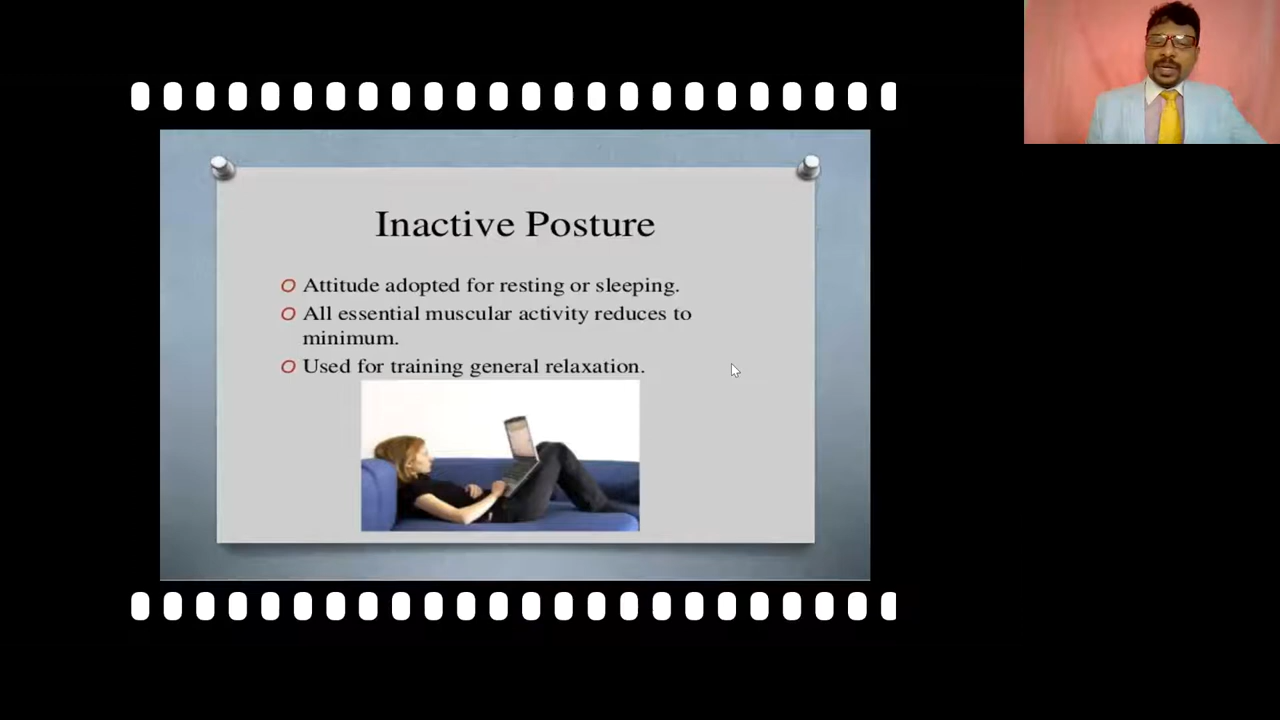 Inactive Posture
Attitude adopted for resting or sleeping.
All essential muscular activity reduces to
minimum.
Used for training general relaxation.